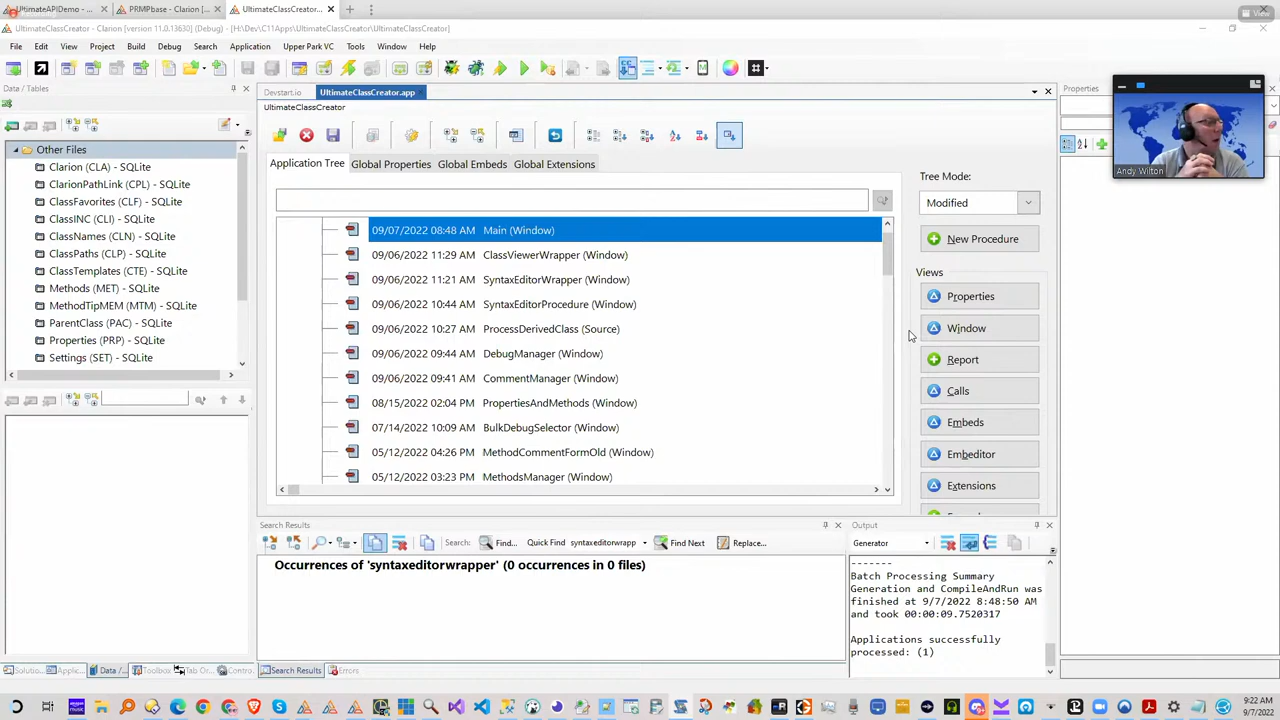 UltimateAPIDemo - ...
PRMPbase - Clarion [...
UltimateClassCreator...
View
UltimateClassCreator - Clarion [version 11.0.13630] (Debug) - [H:\Dev\C11Apps\UltimateClassCreator\UltimateClassCreator]
File Edit View Project Build Debug Search Application Upper Park VC Tools Window Help
Data / Tables
Other Files
Clarion (CLA) - SQLite
ClarionPathLink (CPL) - SQLite
ClassFavorites (CLF) - SQLite
ClassINC (CLI) - SQLite
ClassNames (CLN) - SQLite
ClassPaths (CLP) - SQLite
ClassTemplates (CTE) - SQLite
Methods (MET) - SQLite
MethodTipMEM (MTM) - SQLite
ParentClass (PAC) - SQLite
Properties (PRP) - SQLite
Settings (SET) - SQLite
Devstart.io UltimateClassCreator.app
UltimateClassCreator
Application Tree Global Properties Global Embeds Global Extensions
09/07/2022 08:48 AM Main (Window)
09/06/2022 11:29 AM ClassViewerWrapper (Window)
09/06/2022 11:21 AM SyntaxEditorWrapper (Window)
09/06/2022 10:44 AM SyntaxEditorProcedure (Window)
09/06/2022 10:27 AM ProcessDerivedClass (Source)
09/06/2022 09:44 AM DebugManager (Window)
09/06/2022 09:41 AM CommentManager (Window)
08/15/2022 02:04 PM PropertiesAndMethods (Window)
07/14/2022 10:09 AM BulkDebugSelector (Window)
05/12/2022 04:26 PM MethodCommentFormOld (Window)
05/12/2022 03:23 PM MethodsManager (Window)
Tree Mode:
Modified
New Procedure
Views
Properties
Window
Report
Calls
Embeds
Embeditor
Extensions
Properties
Andy Wilton
Search Results
Search: Find... Quick Find syntaxeditorwrapp Find Next Replace...
Occurrences of 'syntaxeditorwrapper' (0 occurrences in 0 files)
Output
Generator
-------
Batch Processing Summary
Generation and CompileAndRun was
finished at 9/7/2022 8:48:50 AM
and took 00:00:09.7520317
Applications successfully
processed: (1)
Solutio... Applic... Data /... Toolbox Tab Or... Contro...
Search Results Errors
9:22 AM
9/7/2022